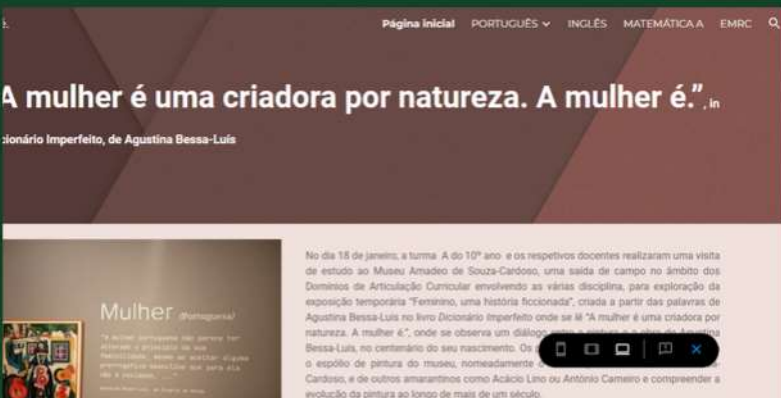 é.
Página inicial PORTUGUÊS INGLÊS MATEMÁTICA A EMRC
A mulher é uma criadora por natureza. A mulher é.”, in
cionário Imperfeito, de Agustina Bessa-Luís
Mulher (Portuguesa)
No dia 18 de janeiro, a turma A do 10º ano e os respetivos docentes realizaram uma visita
de estudo ao Museu Amadeo de Souza-Cardoso, uma saída de campo no âmbito dos
Domínios de Articulação Curricular envolvendo as várias disciplina, para exploração da
exposição temporária “Feminino, uma história ficcionada”, criada a partir das palavras de
Agustina Bessa-Luís no livro Dicionário Imperfeito onde se lê “A mulher é uma criadora por
natureza. A mulher é.”, onde se observa um diálogo entre a pintura e a obra de Agustina
Bessa-Luís, no centenário do seu nascimento. Os
o espólio de pintura do museu, nomeadamente
Cardoso, e de outros amarantinos como Acácio Lino ou António Carneiro e compreender a
evolução da pintura ao longo de mais de um século.